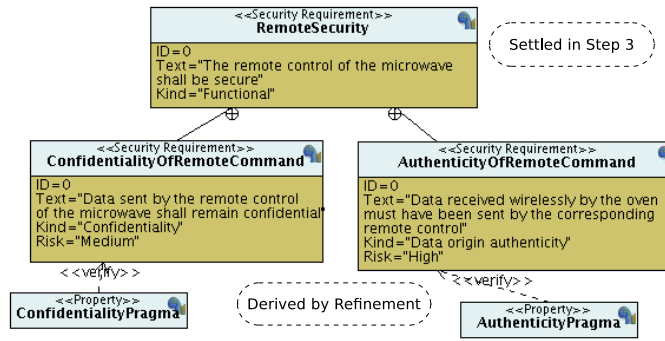 <<Security Requirement>>
RemoteSecurity
ID=0
Text="The remote control of the microwave
shall be secure"
Kind="Functional"
Settled in Step 3
<<Security Requirement>>
ConfidentialityOfRemoteCommand
ID=0
Text="Data sent by the remote control
of the microwave shall remain confidential"
Kind="Confidentiality"
Risk="Medium"
<<Security Requirement>>
AuthenticityOfRemoteCommand
ID=0
Text="Data received wirelessly by the oven
must have been sent by the corresponding
remote control"
Kind="Data origin authenticity"
Risk="High"
<<verify>>
<<verify>>
<<Property>>
ConfidentialityPragma
Derived by Refinement
<<Property>>
AuthenticityPragma